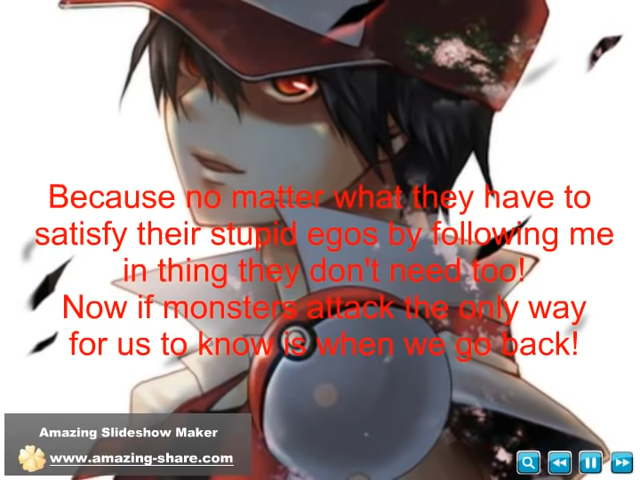 Because no matter what they have to
satisfy their stupid egos by following me
in thing they don't need too!
Now if monsters attack the only way
for us to know is when we go back!
Amazing Slideshow Maker
www.amazing-share.com